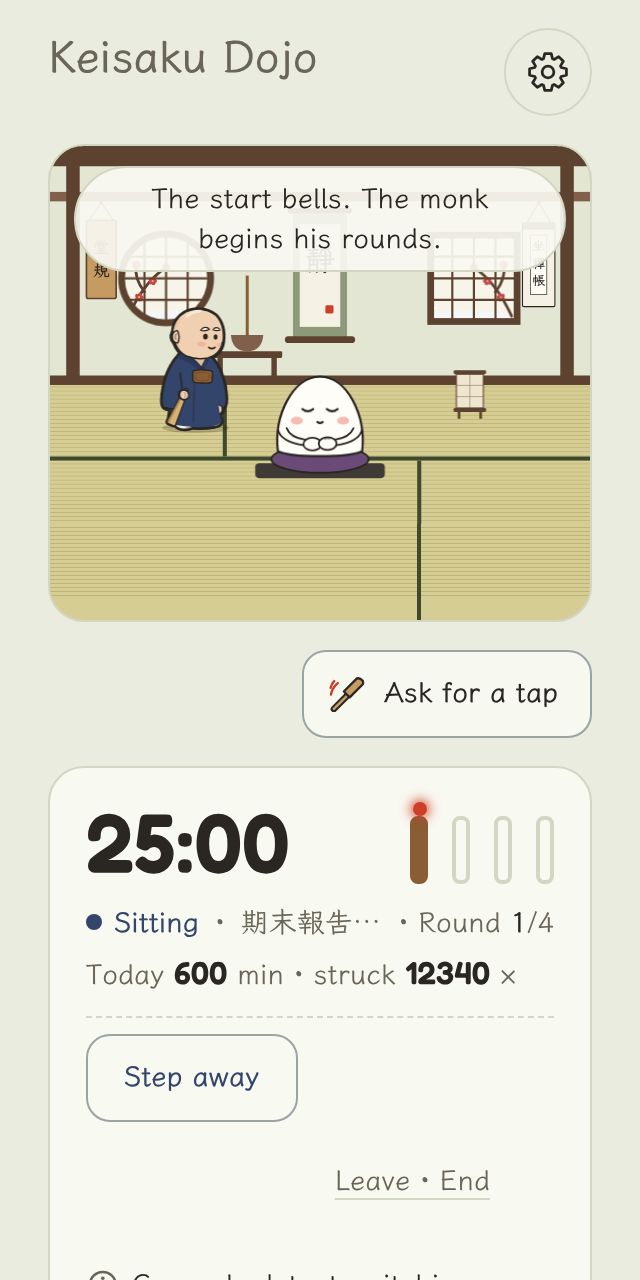 Keisaku Dojo
The start bells. The monk
begins his rounds.
Ask for a tap
25:00
Sitting · 期末報告⋯ · Round 1/4
Today 600 min · struck 12340 ×
Step away
Leave · End